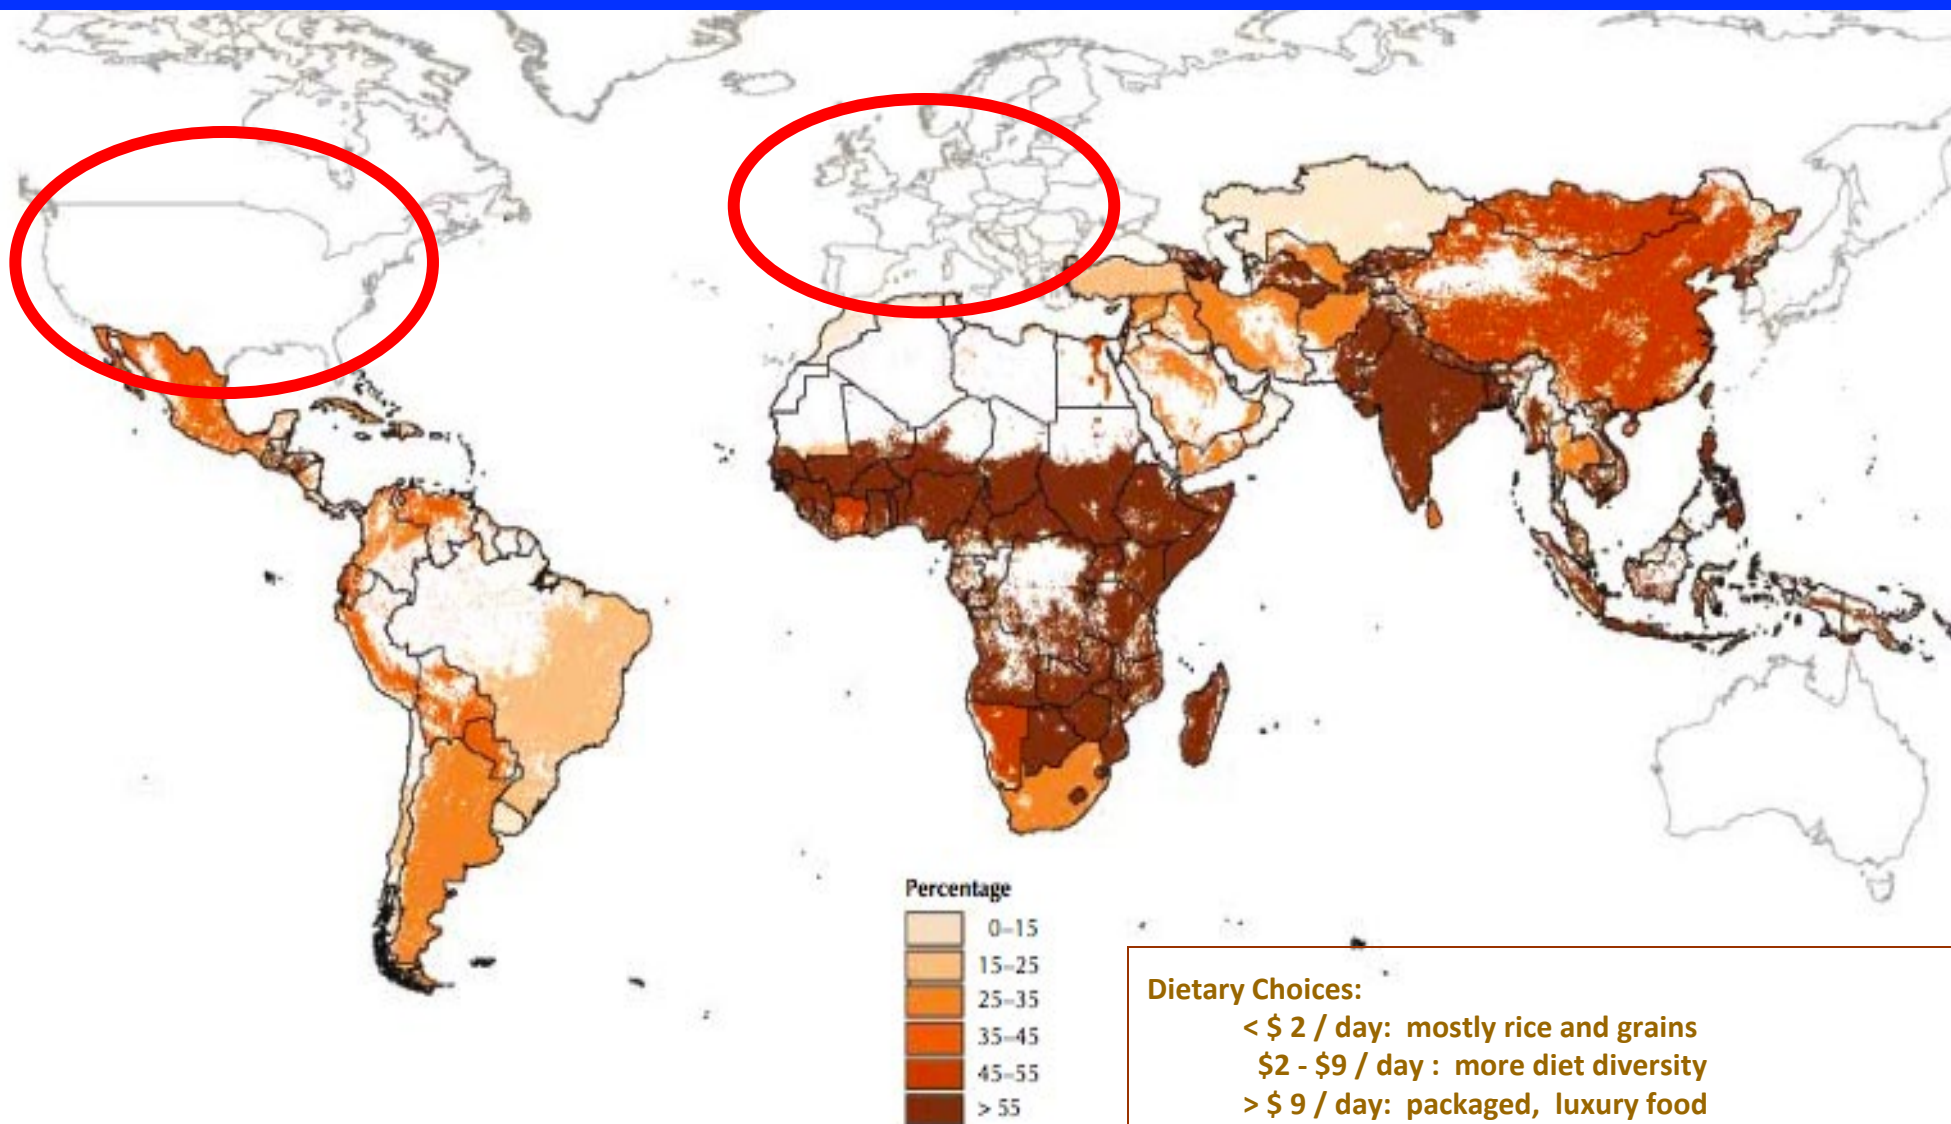 Percentage
0–15
15–25
25–35
35–45
45–55
> 55
Dietary Choices:
< $ 2 / day: mostly rice and grains
$2 - $9 / day : more diet diversity
> $ 9 / day: packaged, luxury food